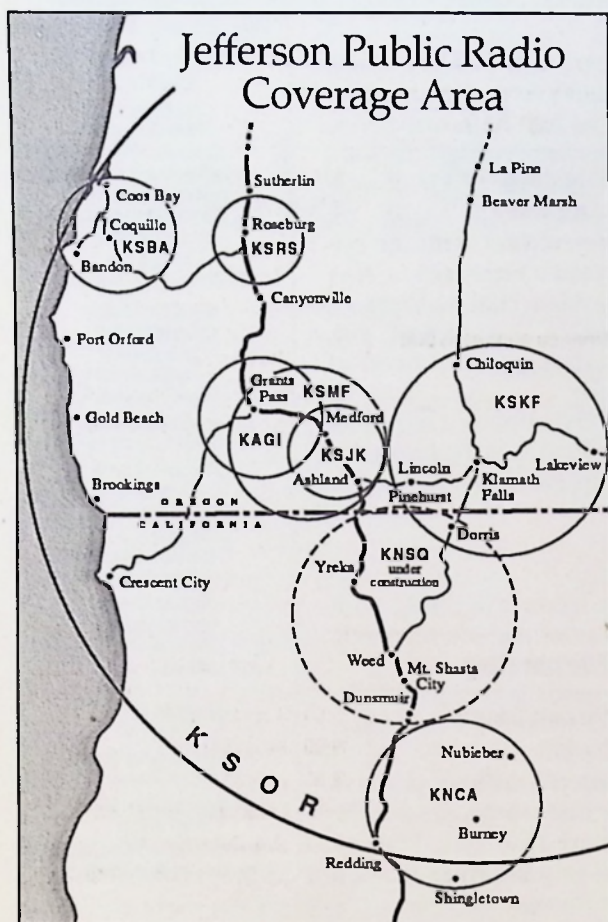 Jefferson Public Radio
Coverage Area
La Pine
Sutherlin
Beaver Marsh
Coos Bay
Coquille
KSBA
Bandon
Roseburg
KSRS
Canyonville
Port Orford
Chiloquin
Grants
Pass
KSMF
KSKF
Gold Beach
KAGI
Medford
KSJK
Ashland
Lincoln
Pinehurst
Klamath
Falls
Lakeview
Brookings
OREGON
CALIFORNIA
Dorris
KNSQ
under
construction
Yreka
Crescent City
Weed
Mt. Shasta
City
Dunsmuir
KSOR
Nubieber
KNCA
Burney
Redding
Shingletown